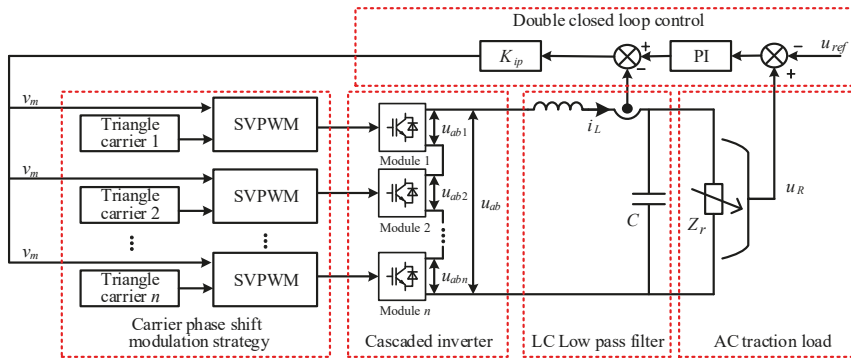 Double closed loop control
K_ip
+
−
PI
−
+
u_ref
v_m
Triangle
carrier 1
SVPWM
v_m
Triangle
carrier 2
SVPWM
v_m
Triangle
carrier n
SVPWM
Module 1
Module 2
Module n
u_ab1
u_ab2
u_abn
u_ab
i_L
C
Z_r
u_R
Carrier phase shift
modulation strategy
Cascaded inverter
LC Low pass filter
AC traction load